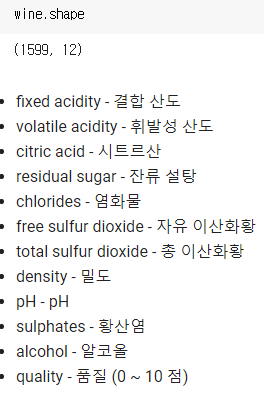 wine.shape
(1599, 12)
• fixed acidity - 결합 산도
• volatile acidity - 휘발성 산도
• citric acid - 시트르산
• residual sugar - 잔류 설탕
• chlorides - 염화물
• free sulfur dioxide - 자유 이산화황
• total sulfur dioxide - 총 이산화황
• density - 밀도
• pH - pH
• sulphates - 황산염
• alcohol - 알코올
• quality - 품질 (0 ~ 10 점)